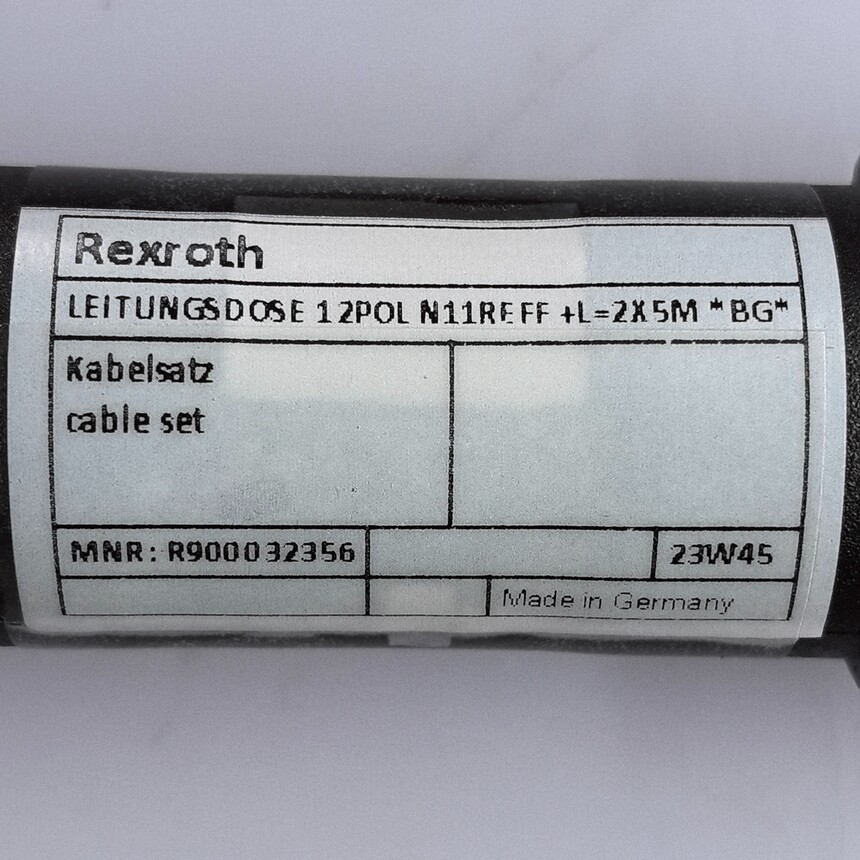 Rexroth
LEITUNGSDOSE 12POL N11REFF +L=2X5M *BG*
Kabelsatz
cable set
MNR: R900032356
23W45
Made in Germany